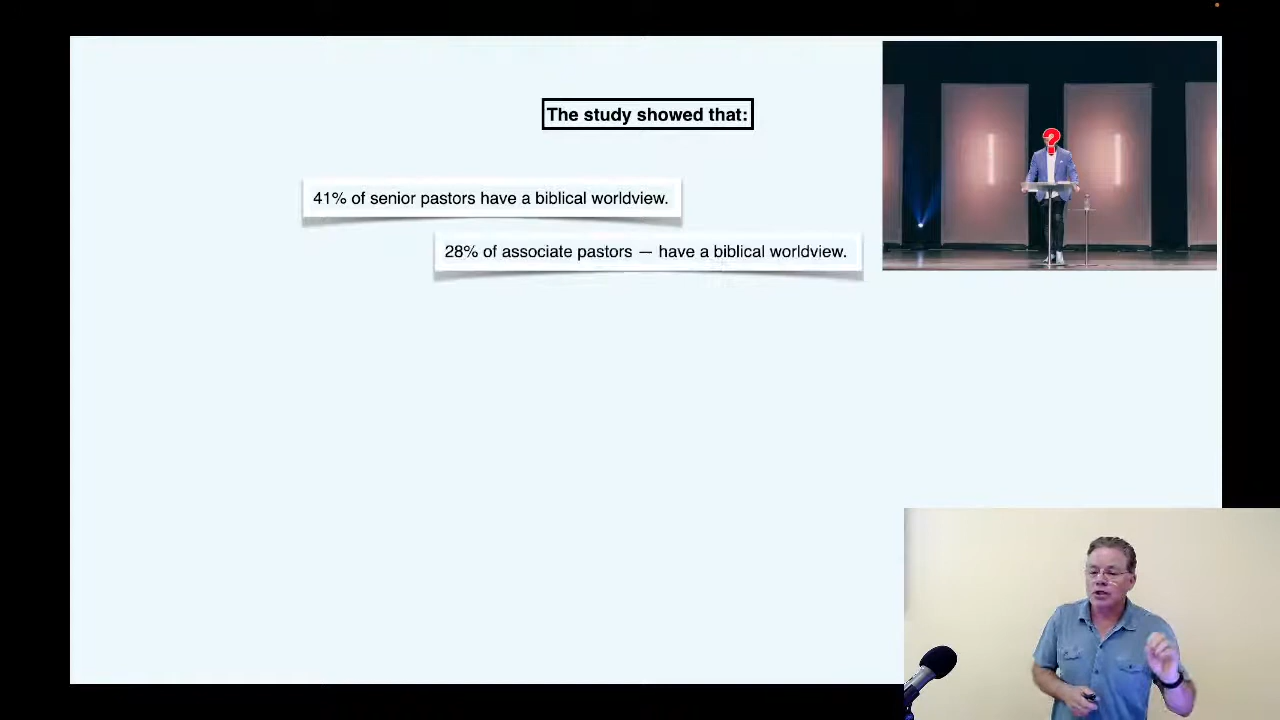 The study showed that:
41% of senior pastors have a biblical worldview.
28% of associate pastors — have a biblical worldview.
?